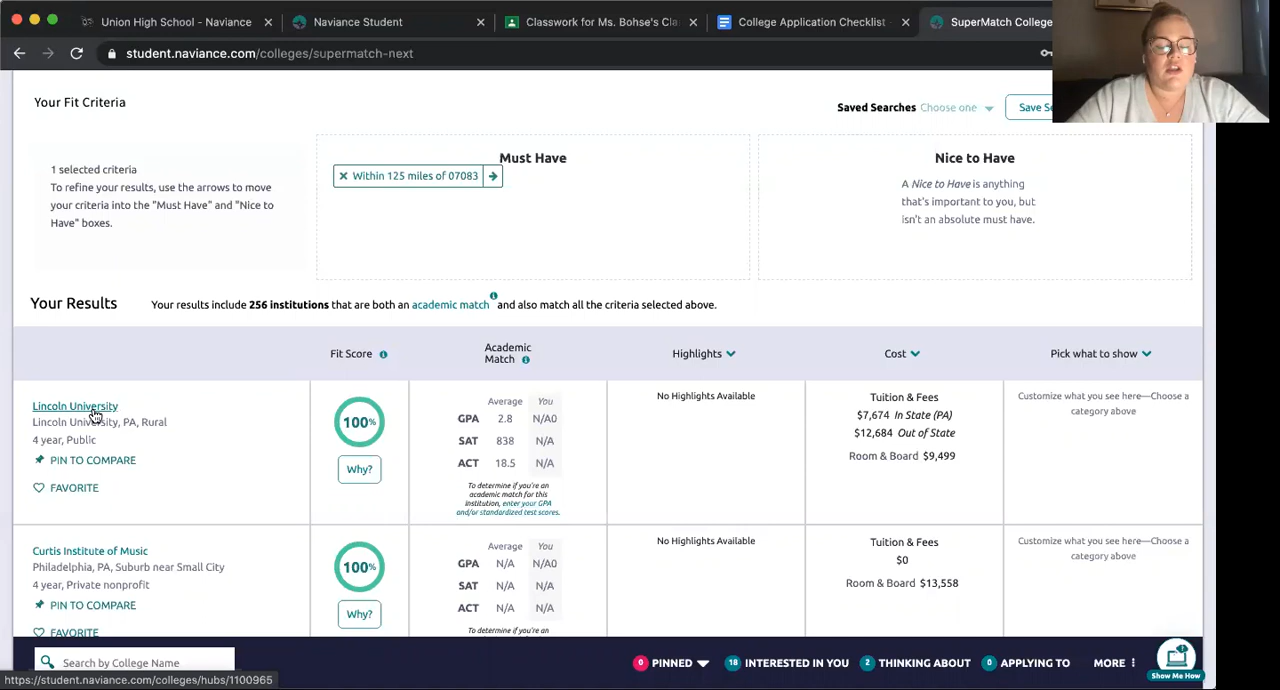 Union High School - Naviance
Naviance Student
Classwork for Ms. Bohse's Cla
College Application Checklist
SuperMatch College
student.naviance.com/colleges/supermatch-next
Your Fit Criteria
Saved Searches Choose one
Save Se
1 selected criteria
To refine your results, use the arrows to move
your criteria into the "Must Have" and "Nice to
Have" boxes.
Must Have
Within 125 miles of 07083
Nice to Have
A Nice to Have is anything
that's important to you, but
isn't an absolute must have.
Your Results
Your results include 256 institutions that are both an academic match and also match all the criteria selected above.
Fit Score
Academic
Match
Highlights
Cost
Pick what to show
Lincoln University
Lincoln University, PA, Rural
4 year, Public
PIN TO COMPARE
FAVORITE
100%
Why?
Average You
GPA 2.8 N/A0
SAT 838 N/A
ACT 18.5 N/A
To determine if you're an
academic match for this
institution, enter your GPA
and/or standardized test scores.
No Highlights Available
Tuition & Fees
$7,674 In State (PA)
$12,684 Out of State
Room & Board $9,499
Customize what you see here—Choose a
category above
Curtis Institute of Music
Philadelphia, PA, Suburb near Small City
4 year, Private nonprofit
PIN TO COMPARE
FAVORITE
100%
Why?
Average You
GPA N/A N/A0
SAT N/A N/A
ACT N/A N/A
To determine if you're an
No Highlights Available
Tuition & Fees
$0
Room & Board $13,558
Customize what you see here—Choose a
category above
Search by College Name
0 PINNED
18 INTERESTED IN YOU
2 THINKING ABOUT
0 APPLYING TO
MORE
Show Me How
https://student.naviance.com/colleges/hubs/1100965